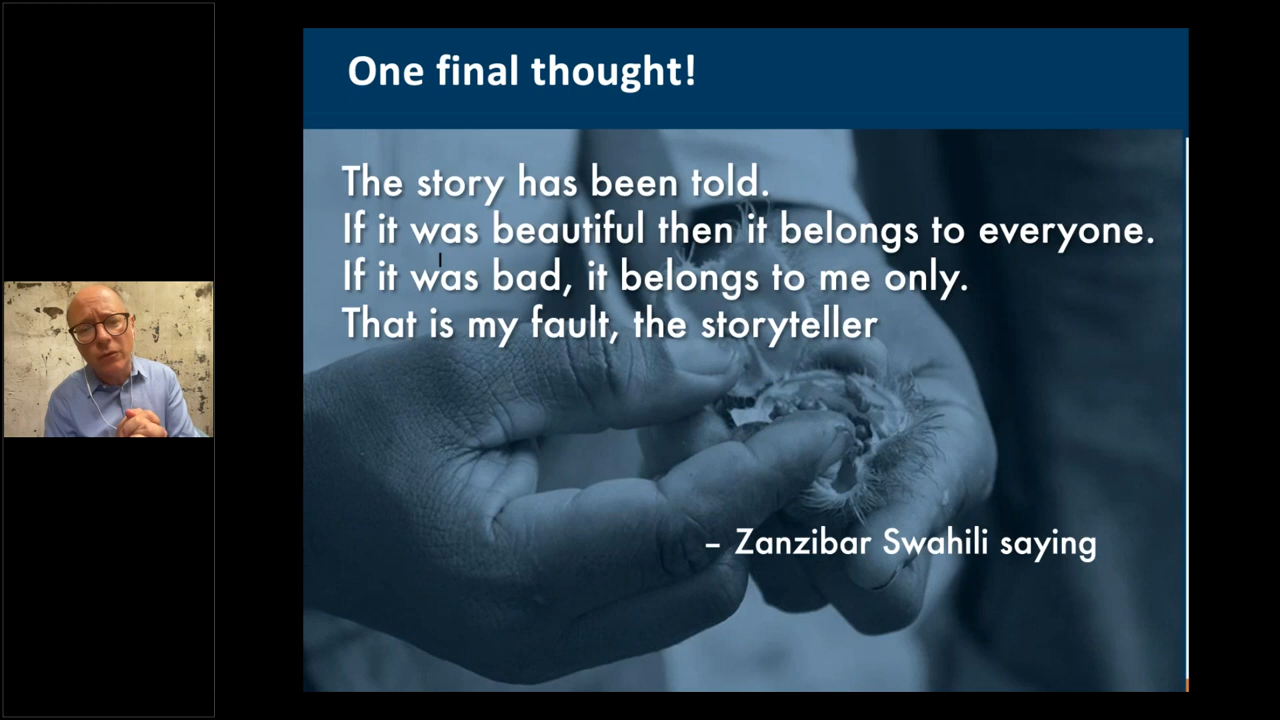 One final thought!
The story has been told.
If it was beautiful then it belongs to everyone.
If it was bad, it belongs to me only.
That is my fault, the storyteller
– Zanzibar Swahili saying